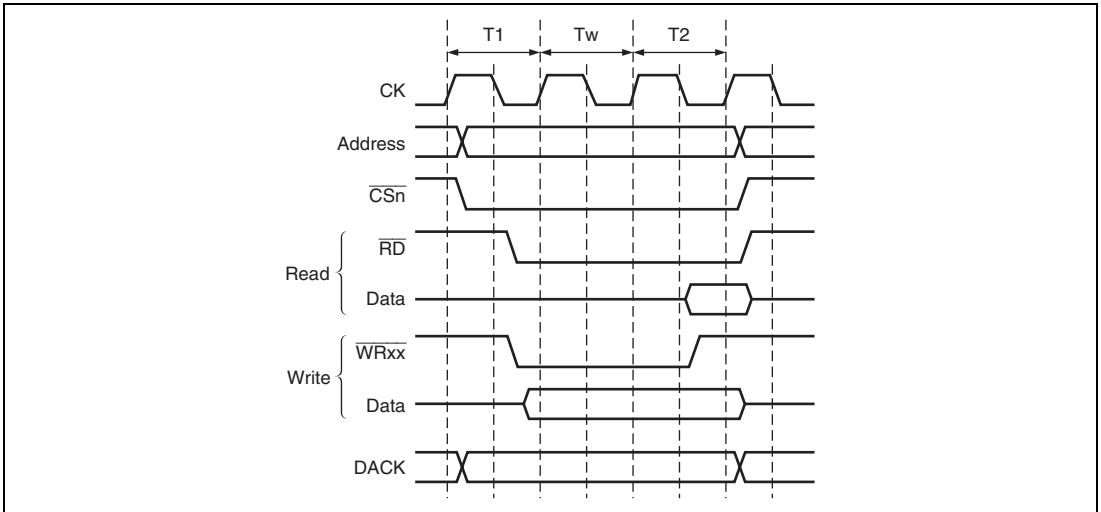 T1 Tw T2
CK
Address
CSn
RD
Read
Data
WRxx
Write
Data
DACK